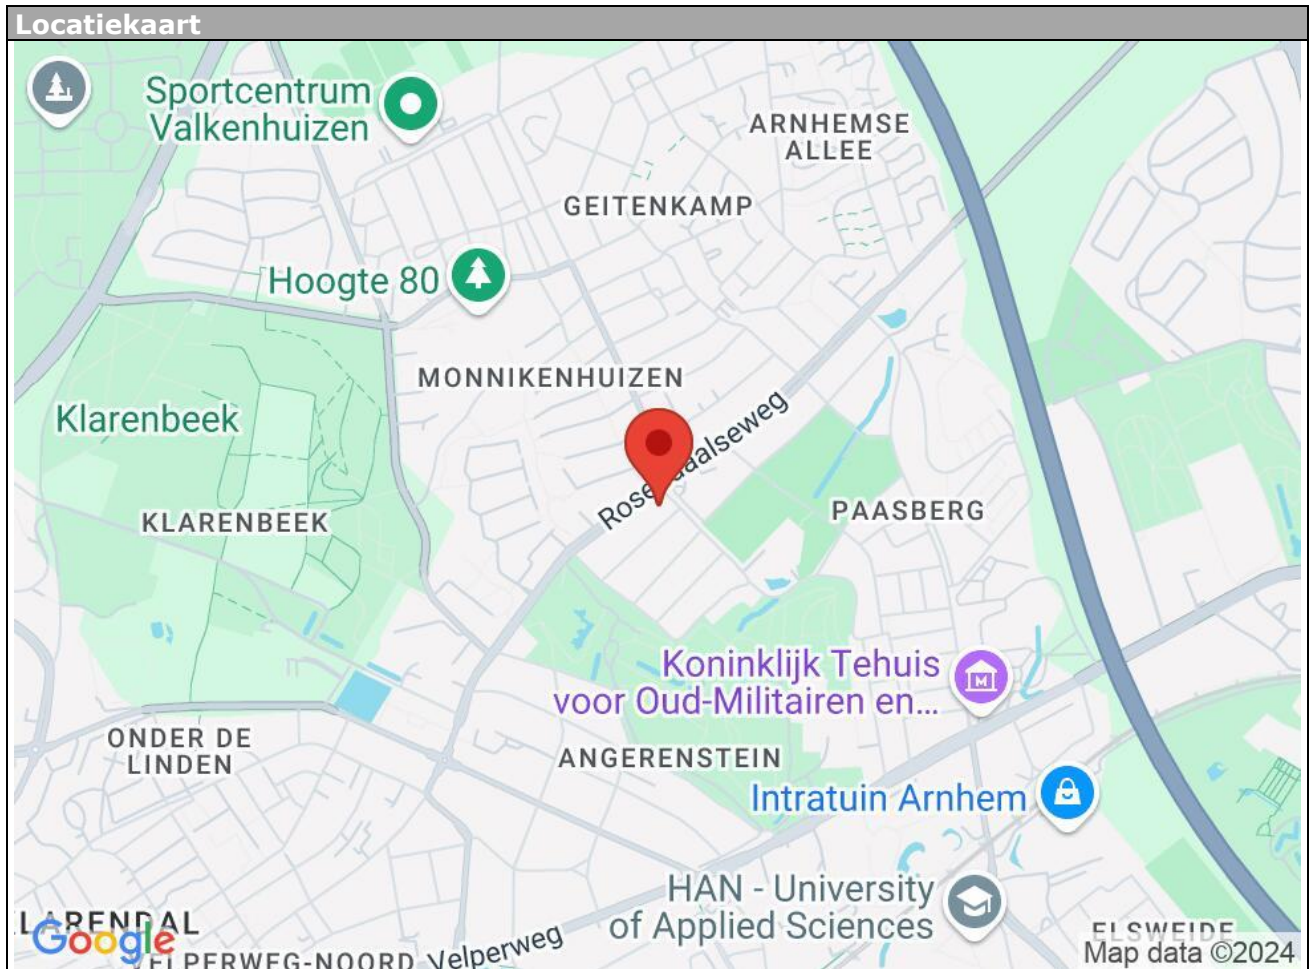 Locatiekaart
Sportcentrum
Valkenhuizen
ARNHEMSE
ALLEE
GEITENKAMP
Hoogte 80
MONNIKENHUIZEN
Klarenbeek
KLARENBEEK
PAASBERG
Koninklijk Tehuis
voor Oud-Militairen en...
ONDER DE
LINDEN
ANGERENSTEIN
Intratuin Arnhem
HAN - University
of Applied Sciences
Google
Velperweg
ELSWEIDE
Map data ©2024